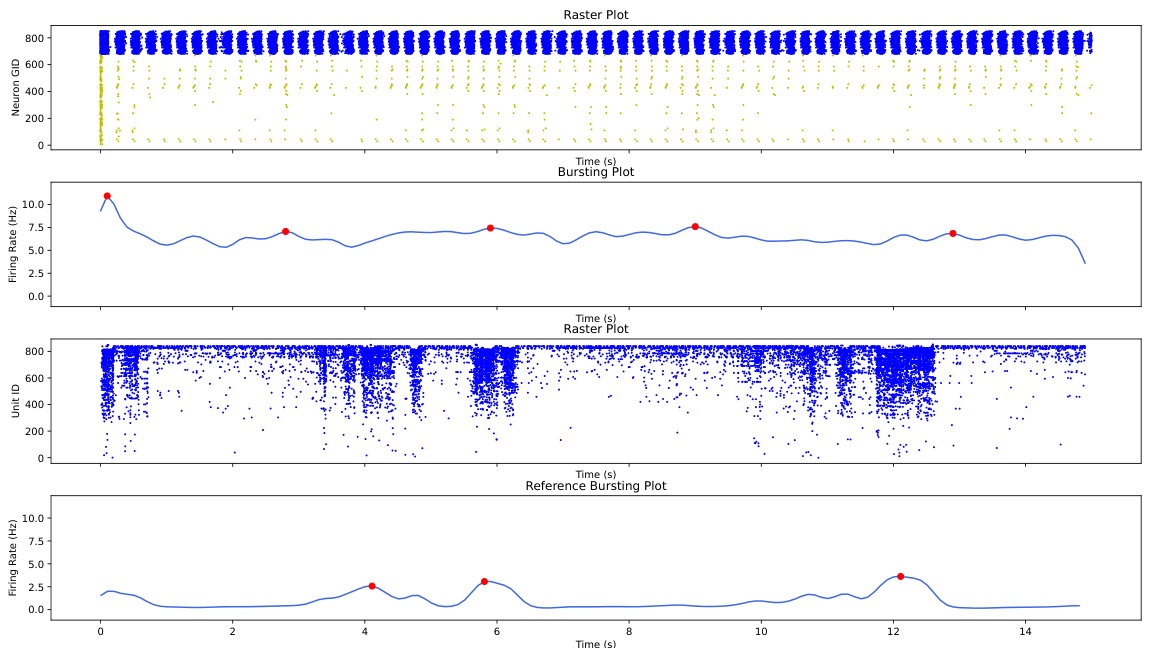 Raster Plot
800
600
400
200
0
Neuron GID
Time (s)
Bursting Plot
10.0
7.5
5.0
2.5
0.0
Firing Rate (Hz)
Time (s)
Raster Plot
800
600
400
200
0
Unit ID
Time (s)
Reference Bursting Plot
10.0
7.5
5.0
2.5
0.0
Firing Rate (Hz)
0 2 4 6 8 10 12 14
Time (s)